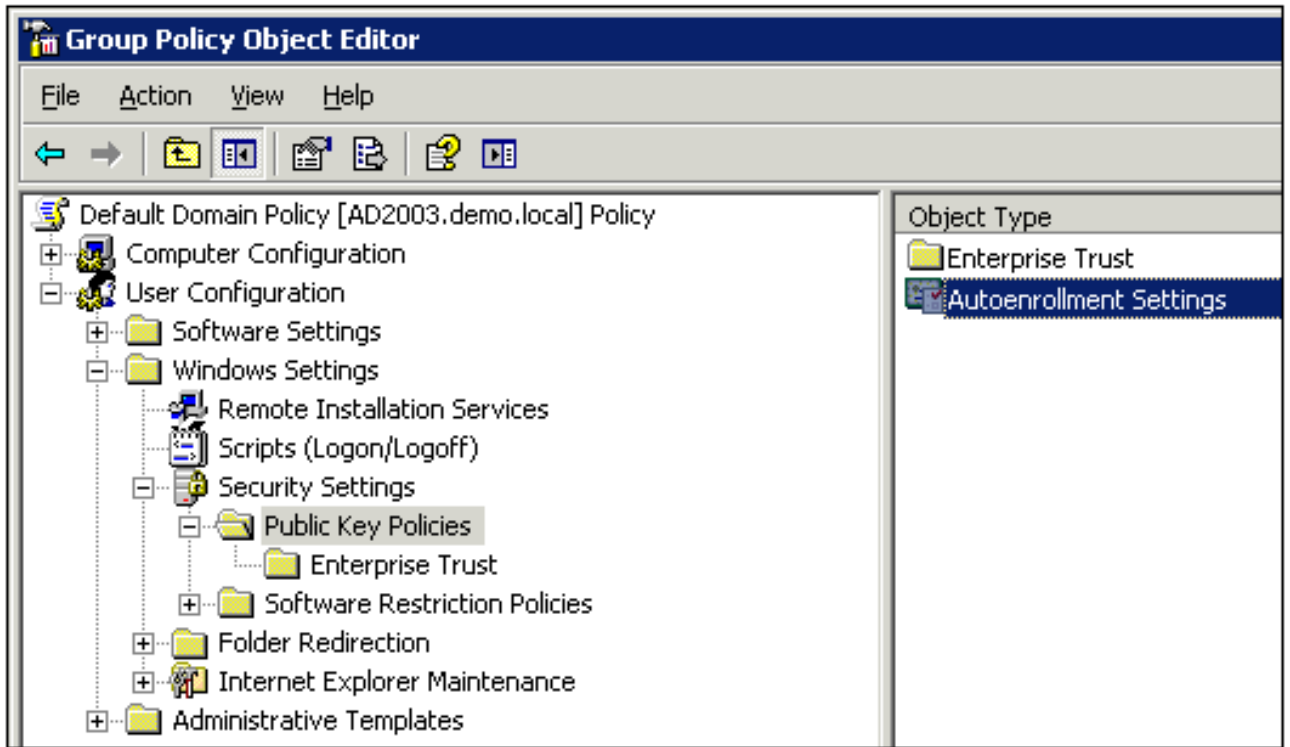 Group Policy Object Editor
File Action View Help
Default Domain Policy [AD2003.demo.local] Policy
Computer Configuration
User Configuration
Software Settings
Windows Settings
Remote Installation Services
Scripts (Logon/Logoff)
Security Settings
Public Key Policies
Enterprise Trust
Software Restriction Policies
Folder Redirection
Internet Explorer Maintenance
Administrative Templates
Object Type
Enterprise Trust
Autoenrollment Settings